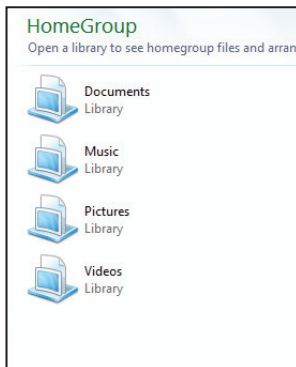 HomeGroup
Open a library to see homegroup files and arran
Documents
Library
Music
Library
Pictures
Library
Videos
Library